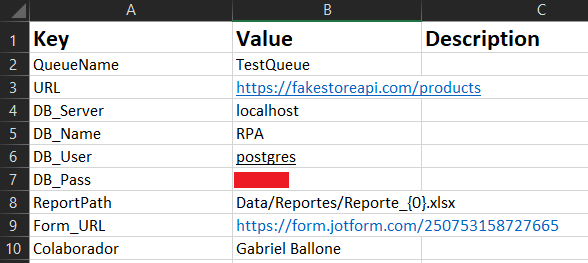 A B C
1 Key Value Description
2 QueueName TestQueue
3 URL https://fakestoreapi.com/products
4 DB_Server localhost
5 DB_Name RPA
6 DB_User postgres
7 DB_Pass
8 ReportPath Data/Reportes/Reporte_{0}.xlsx
9 Form_URL https://form.jotform.com/250753158727665
10 Colaborador Gabriel Ballone